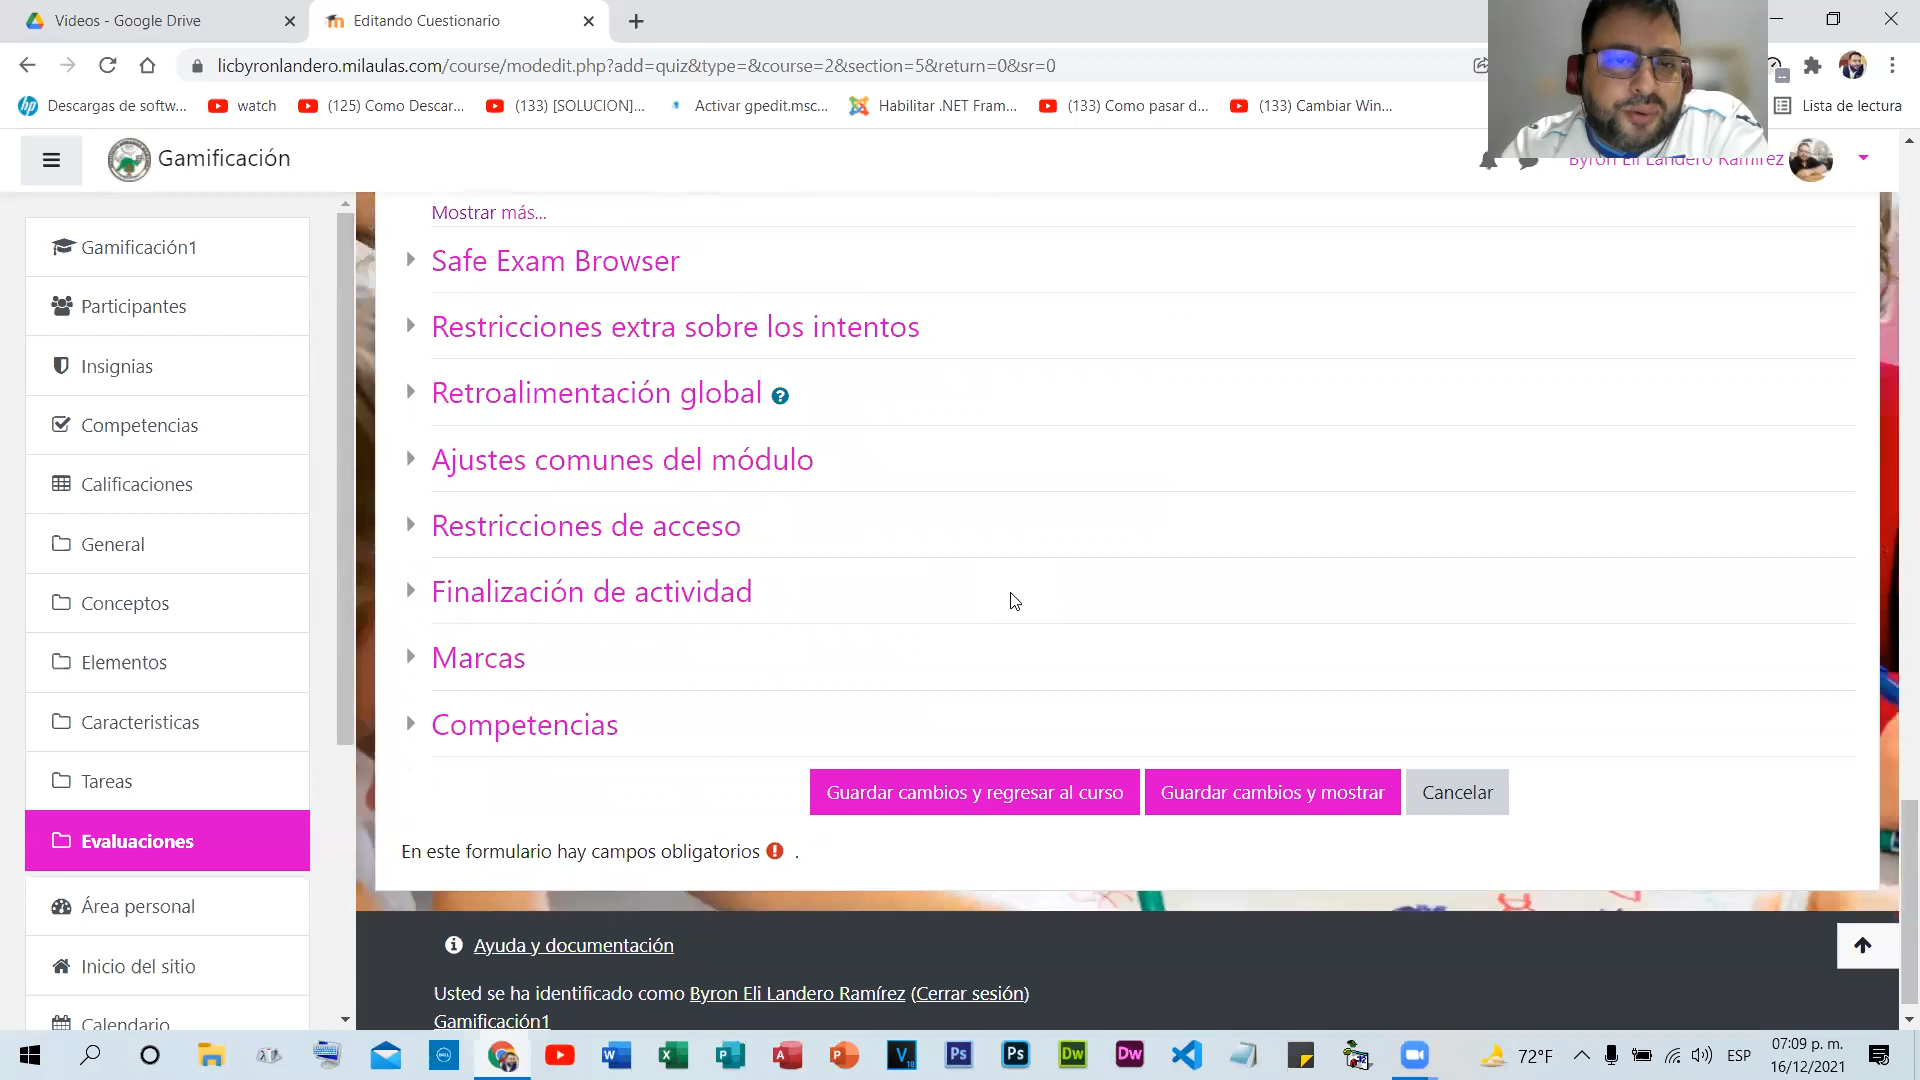 Videos - Google Drive
Editando Cuestionario
licbyronlandero.milaulas.com/course/modedit.php?add=quiz&type=&course=2&section=5&return=0&sr=0
Descargas de softw...
watch
(125) Como Descar...
(133) [SOLUCION]...
Activar gpedit.msc...
Habilitar .NET Fram...
(133) Como pasar d...
(133) Cambiar Win...
Lista de lectura
Gamificación
Byron Eli Landero Ramírez
Gamificación1
Participantes
Insignias
Competencias
Calificaciones
General
Conceptos
Elementos
Caracteristicas
Tareas
Evaluaciones
Área personal
Inicio del sitio
Calendario
Mostrar más...
Safe Exam Browser
Restricciones extra sobre los intentos
Retroalimentación global
Ajustes comunes del módulo
Restricciones de acceso
Finalización de actividad
Marcas
Competencias
Guardar cambios y regresar al curso
Guardar cambios y mostrar
Cancelar
En este formulario hay campos obligatorios .
Ayuda y documentación
Usted se ha identificado como Byron Eli Landero Ramírez (Cerrar sesión)
Gamificación1
72°F
ESP
07:09 p. m.
16/12/2021